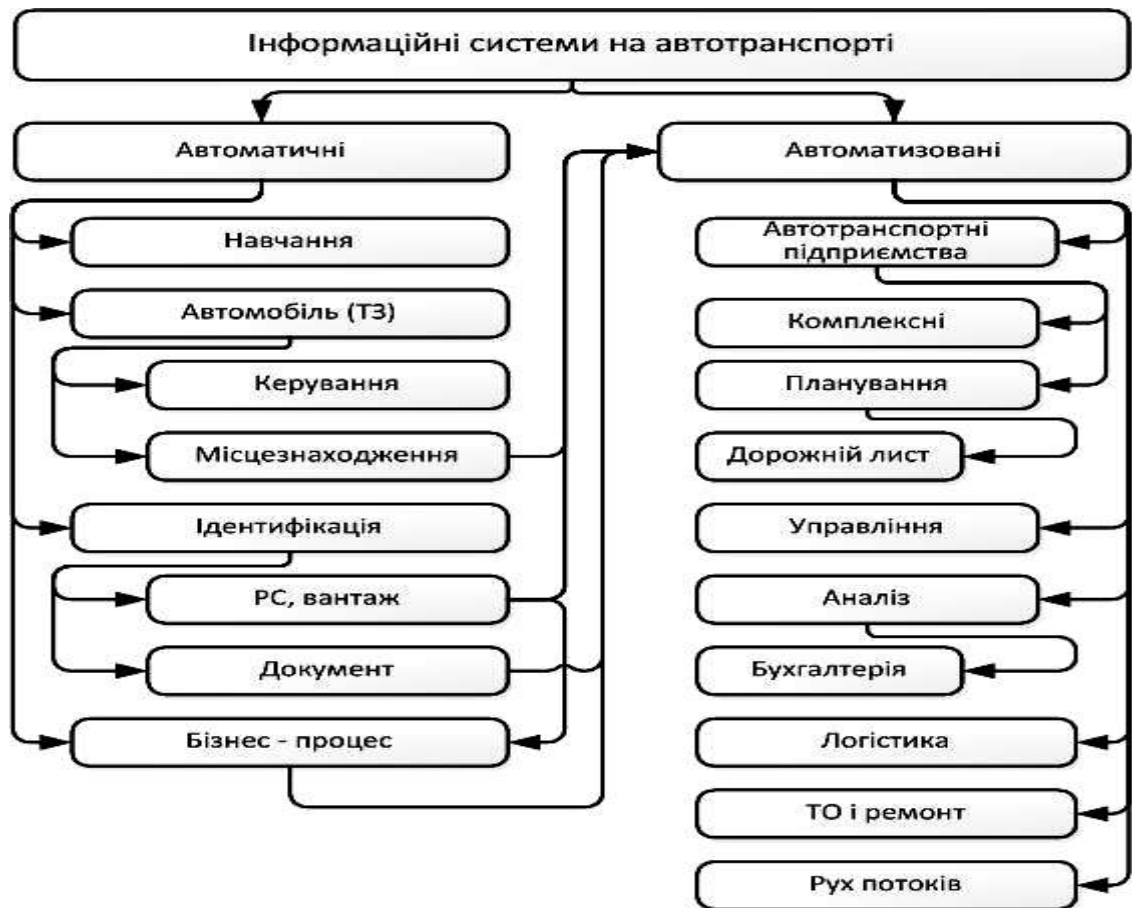 Інформаційні системи на автотранспорті
Автоматичні
Навчання
Автомобіль (ТЗ)
Керування
Місцезнаходження
Ідентифікація
РС, вантаж
Документ
Бізнес - процес
Автоматизовані
Автотранспортні
підприємства
Комплексні
Планування
Дорожній лист
Управління
Аналіз
Бухгалтерія
Логістика
ТО і ремонт
Рух потоків